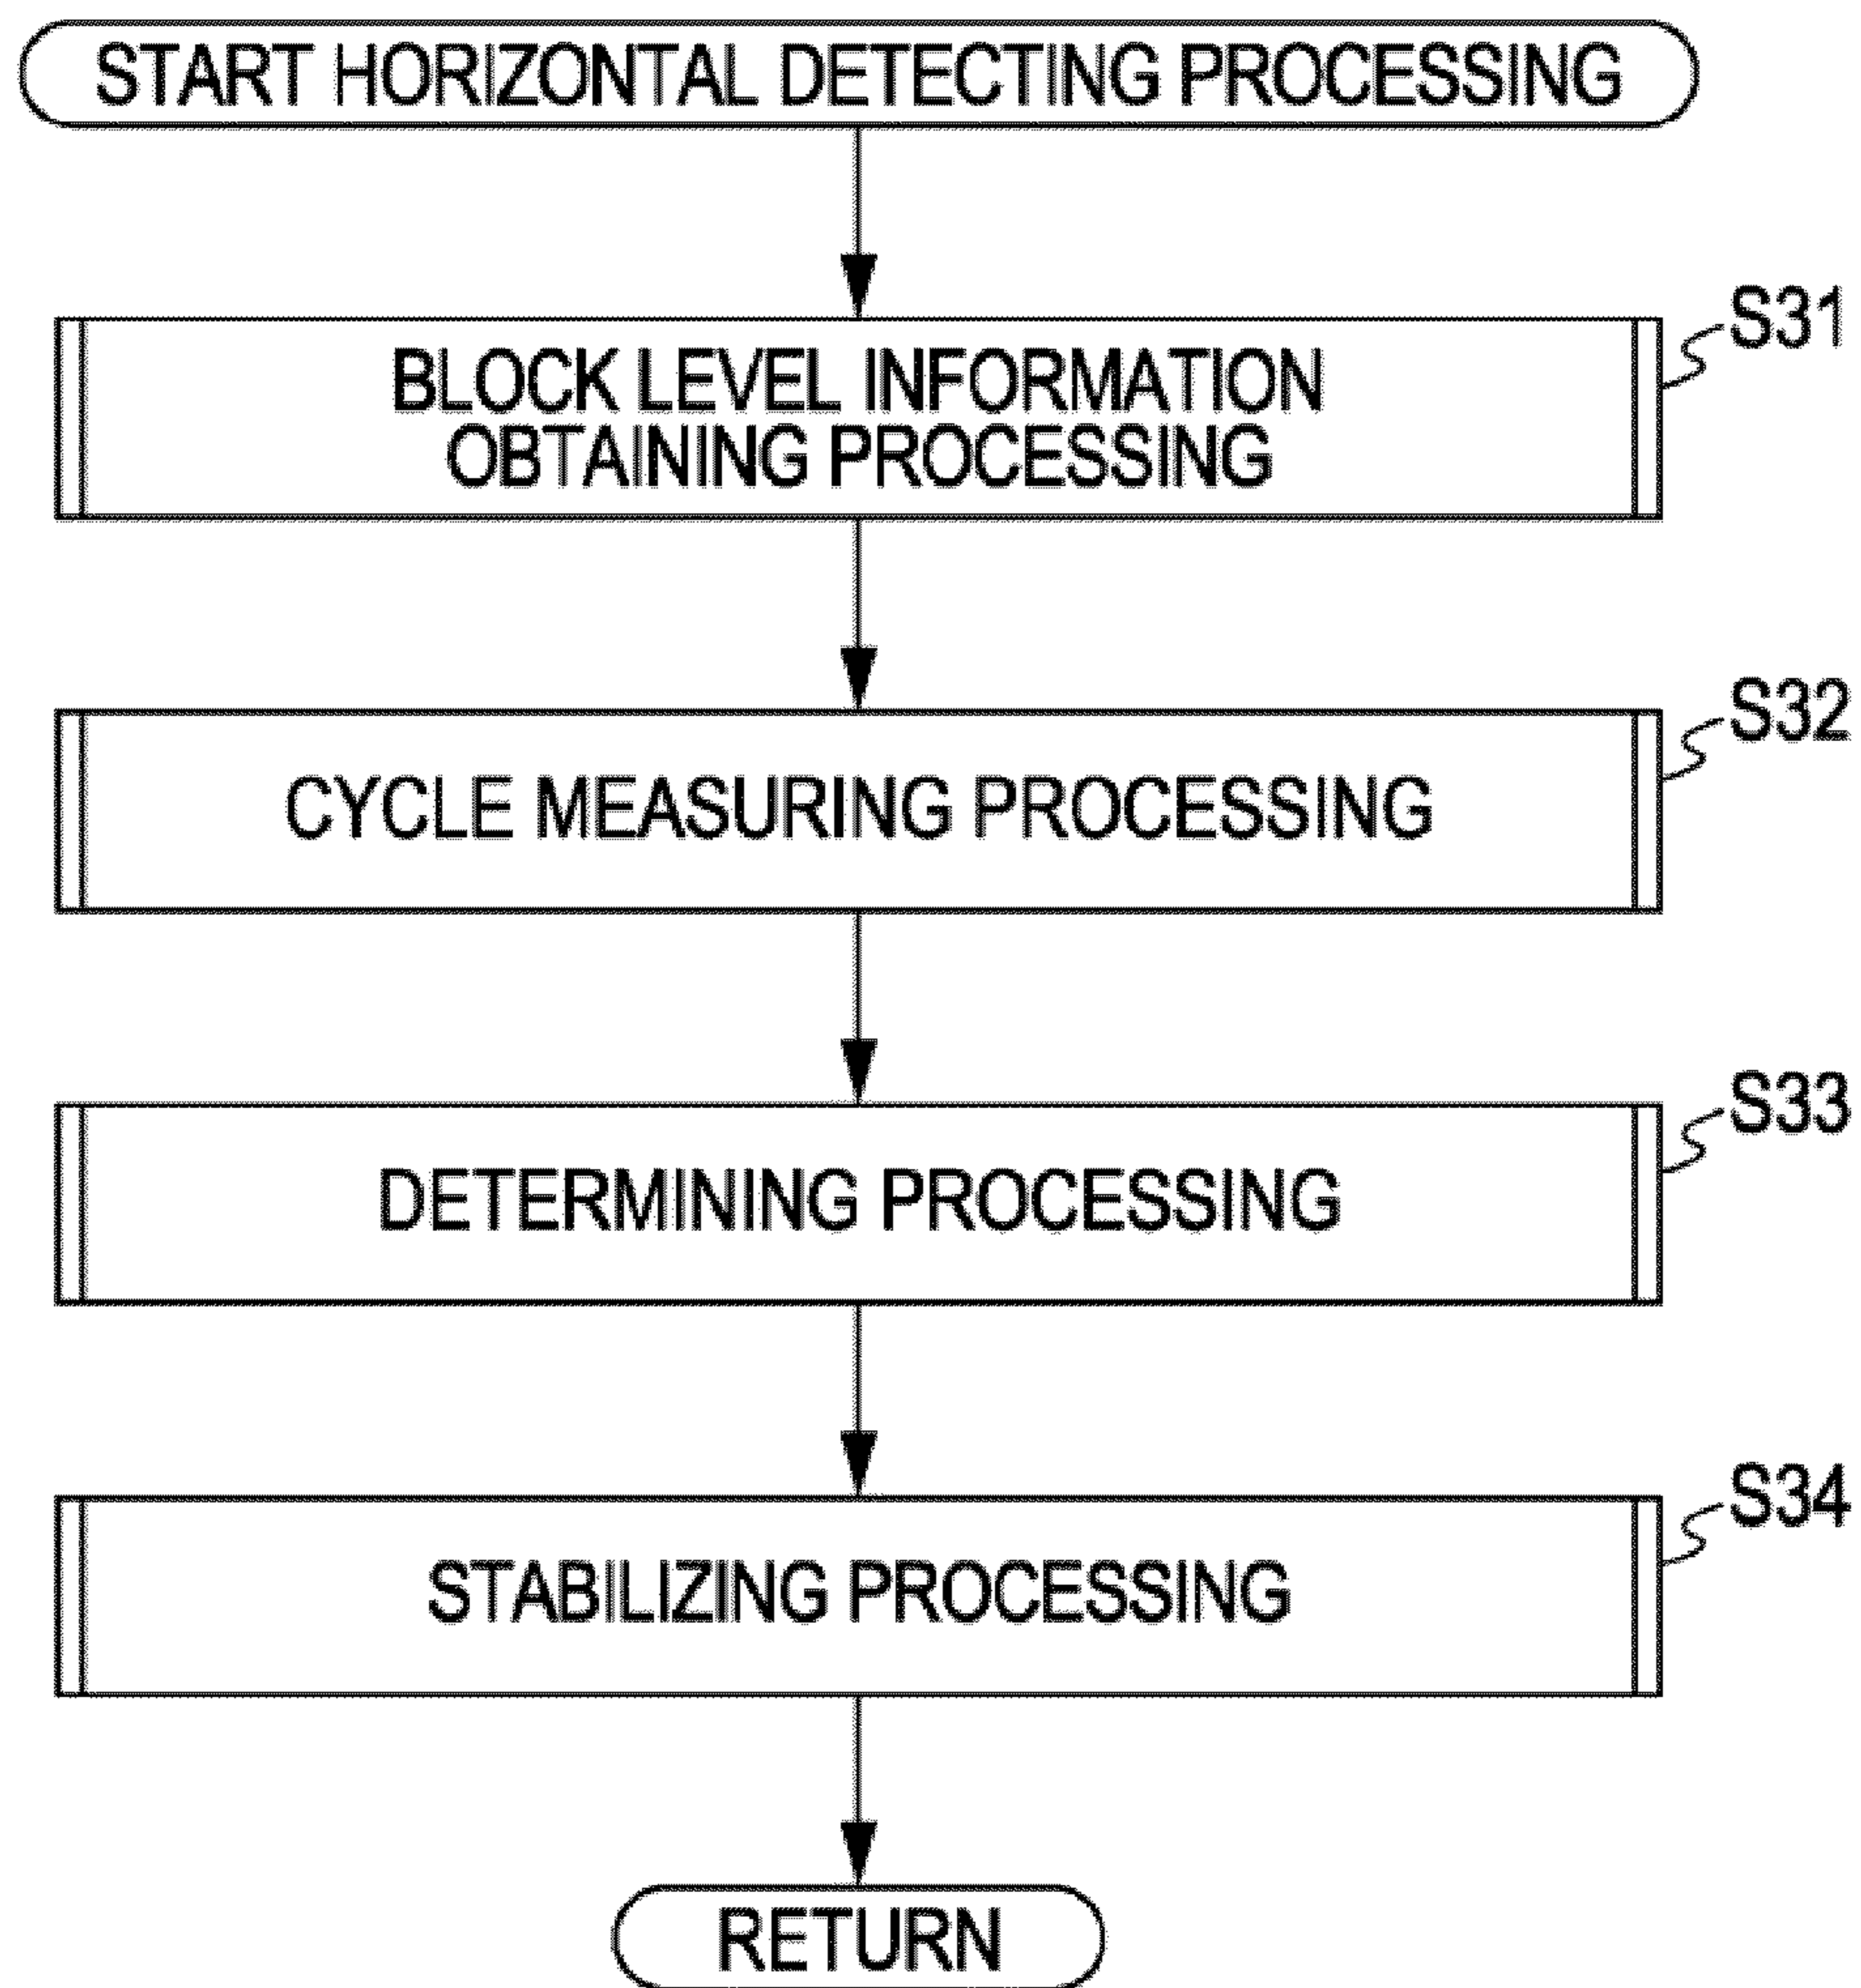 START HORIZONTAL DETECTING PROCESSING
S31
BLOCK LEVEL INFORMATION
OBTAINING PROCESSING
S32
CYCLE MEASURING PROCESSING
S33
DETERMINING PROCESSING
S34
STABILIZING PROCESSING
RETURN